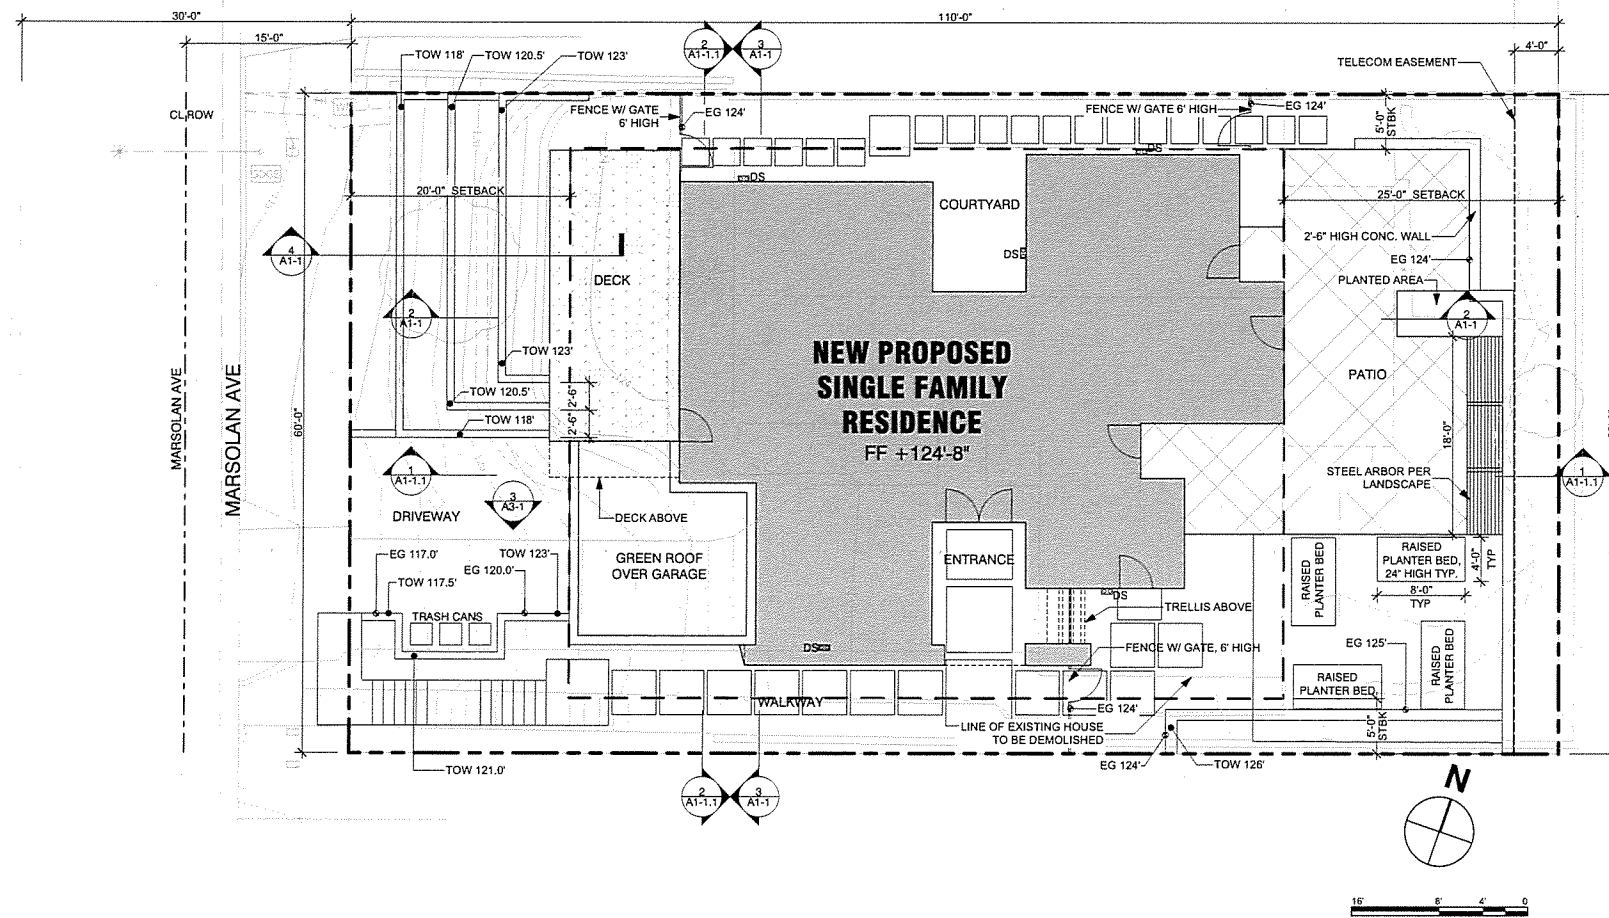 30'-0"
110'-0"
15'-0"
4'-0"
2
A1-1.1
3
A1-1
TOW 118'
TOW 120.5'
TOW 123'
TELECOM EASEMENT
CL ROW
FENCE W/ GATE
6' HIGH
EG 124'
FENCE W/ GATE 6' HIGH
EG 124'
5'-0"
STBK
DS
DS
20'-0" SETBACK
COURTYARD
25'-0" SETBACK
4
A1-1
DS
2'-6" HIGH CONC. WALL
EG 124'
DECK
PLANTED AREA
2
A1-1
2
A1-1
NEW PROPOSED
SINGLE FAMILY
RESIDENCE
FF +124'-8"
TOW 123'
TOW 120.5'
TOW 118'
2'-6"
2'-6"
PATIO
MARSOLAN AVE
MARSOLAN AVE
60'-0"
18'-0"
1
A1-1.1
STEEL ARBOR PER
LANDSCAPE
1
A1-1.1
3
A3-1
DRIVEWAY
DECK ABOVE
GREEN ROOF
OVER GARAGE
ENTRANCE
EG 117.0'
TOW 123'
EG 120.0'
TOW 117.5'
TRASH CANS
RAISED
PLANTER BED
RAISED
PLANTER BED,
24" HIGH TYP.
4'-0"
TYP
8'-0"
TYP
DS
TRELLIS ABOVE
EG 125'
FENCE W/ GATE, 6' HIGH
DS
RAISED
PLANTER BED
RAISED
PLANTER BED
WALKWAY
EG 124'
LINE OF EXISTING HOUSE
TO BE DEMOLISHED
5'-0"
STBK
TOW 121.0'
EG 124'
TOW 126'
2
A1-1.1
3
A1-1
N
16'
8'
4'
0